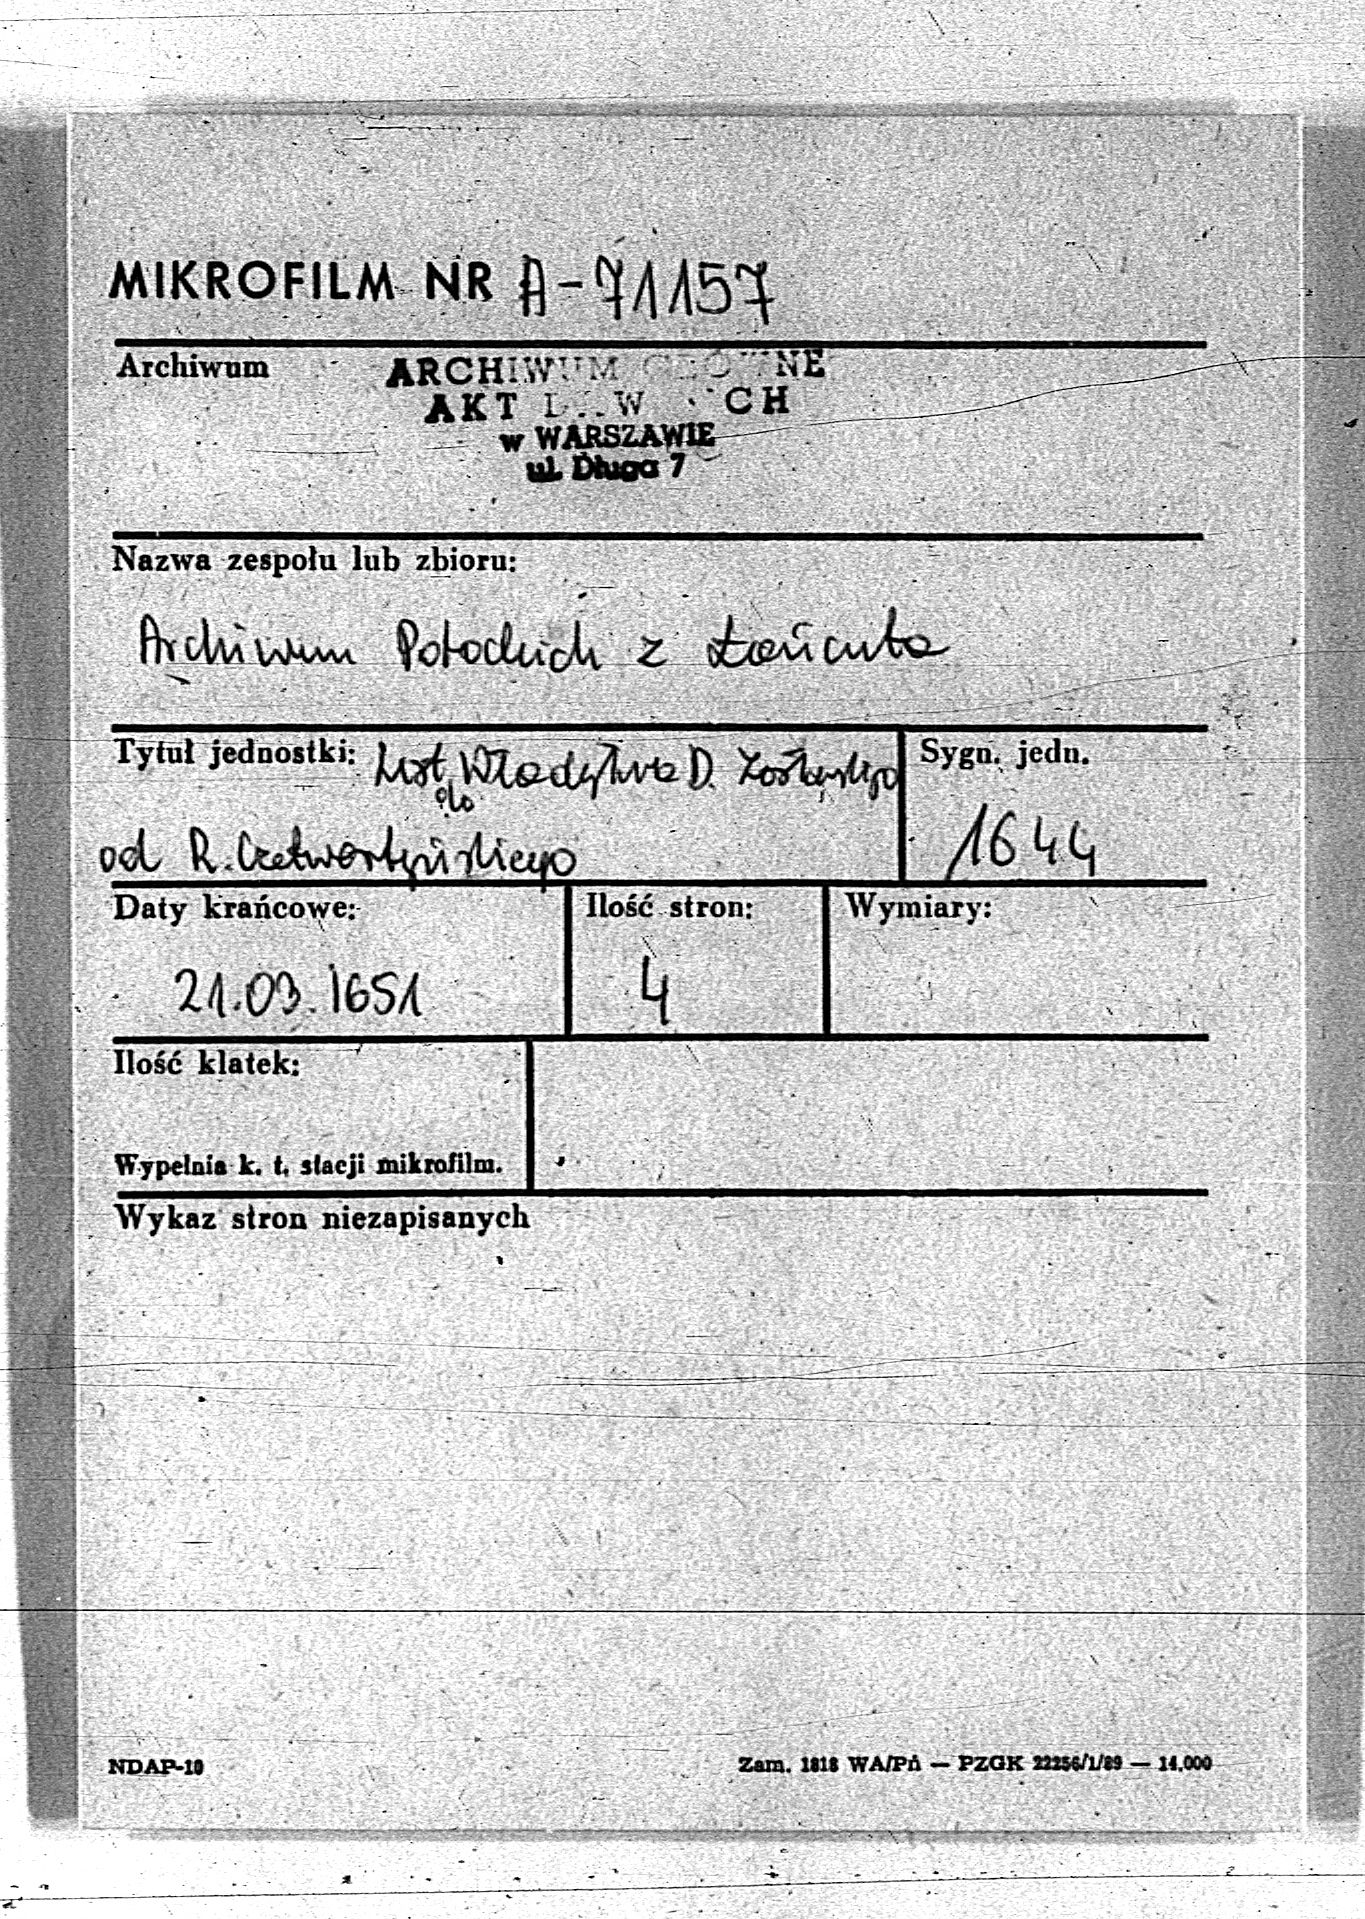 MIKROFILM NR A-71157
Archiwum
ARCHIWUM GŁÓWNE
AKT DAWNYCH
w WARSZAWIE
ul. Długa 7
Nazwa zespołu lub zbioru:
Archiwum Potockich z Łańcuta
Tytuł jednostki: List do Władysława D. Zasławskiego
od R. Czetwertyńskiego
Sygn. jedn.
1644
Daty krańcowe:
21.03.1651
Ilość stron:
4
Wymiary:
Ilość klatek:
Wypełnia k. t. stacji mikrofilm.
Wykaz stron niezapisanych
NDAP-10
Zam. 1818 WA/Pń — PZGK 22256/1/89 — 14.000